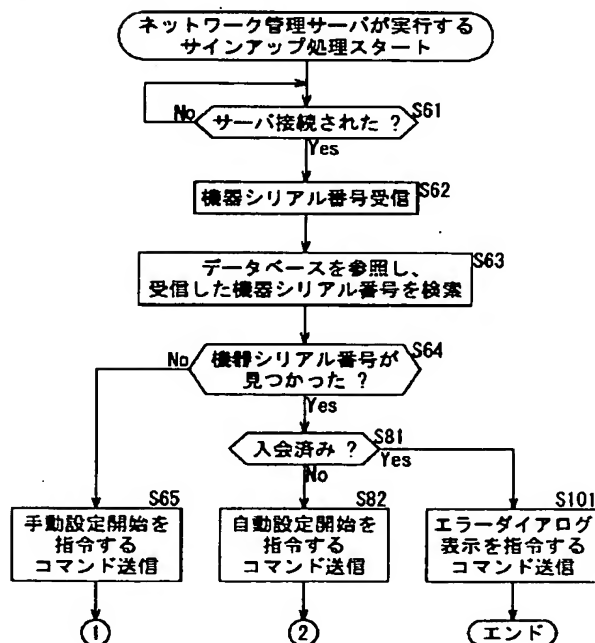 ネットワーク管理サーバが実行する
サインアップ処理スタート
No
サーバ接続された ?
S61
Yes
機器シリアル番号受信
S62
データベースを参照し、
受信した機器シリアル番号を検索
S63
No
機器シリアル番号が
見つかった ?
S64
Yes
入会済み ?
S81
Yes
No
S65
手動設定開始を
指令する
コマンド送信
S82
自動設定開始を
指令する
コマンド送信
S101
エラーダイアログ
表示を指令する
コマンド送信
①
②
エンド